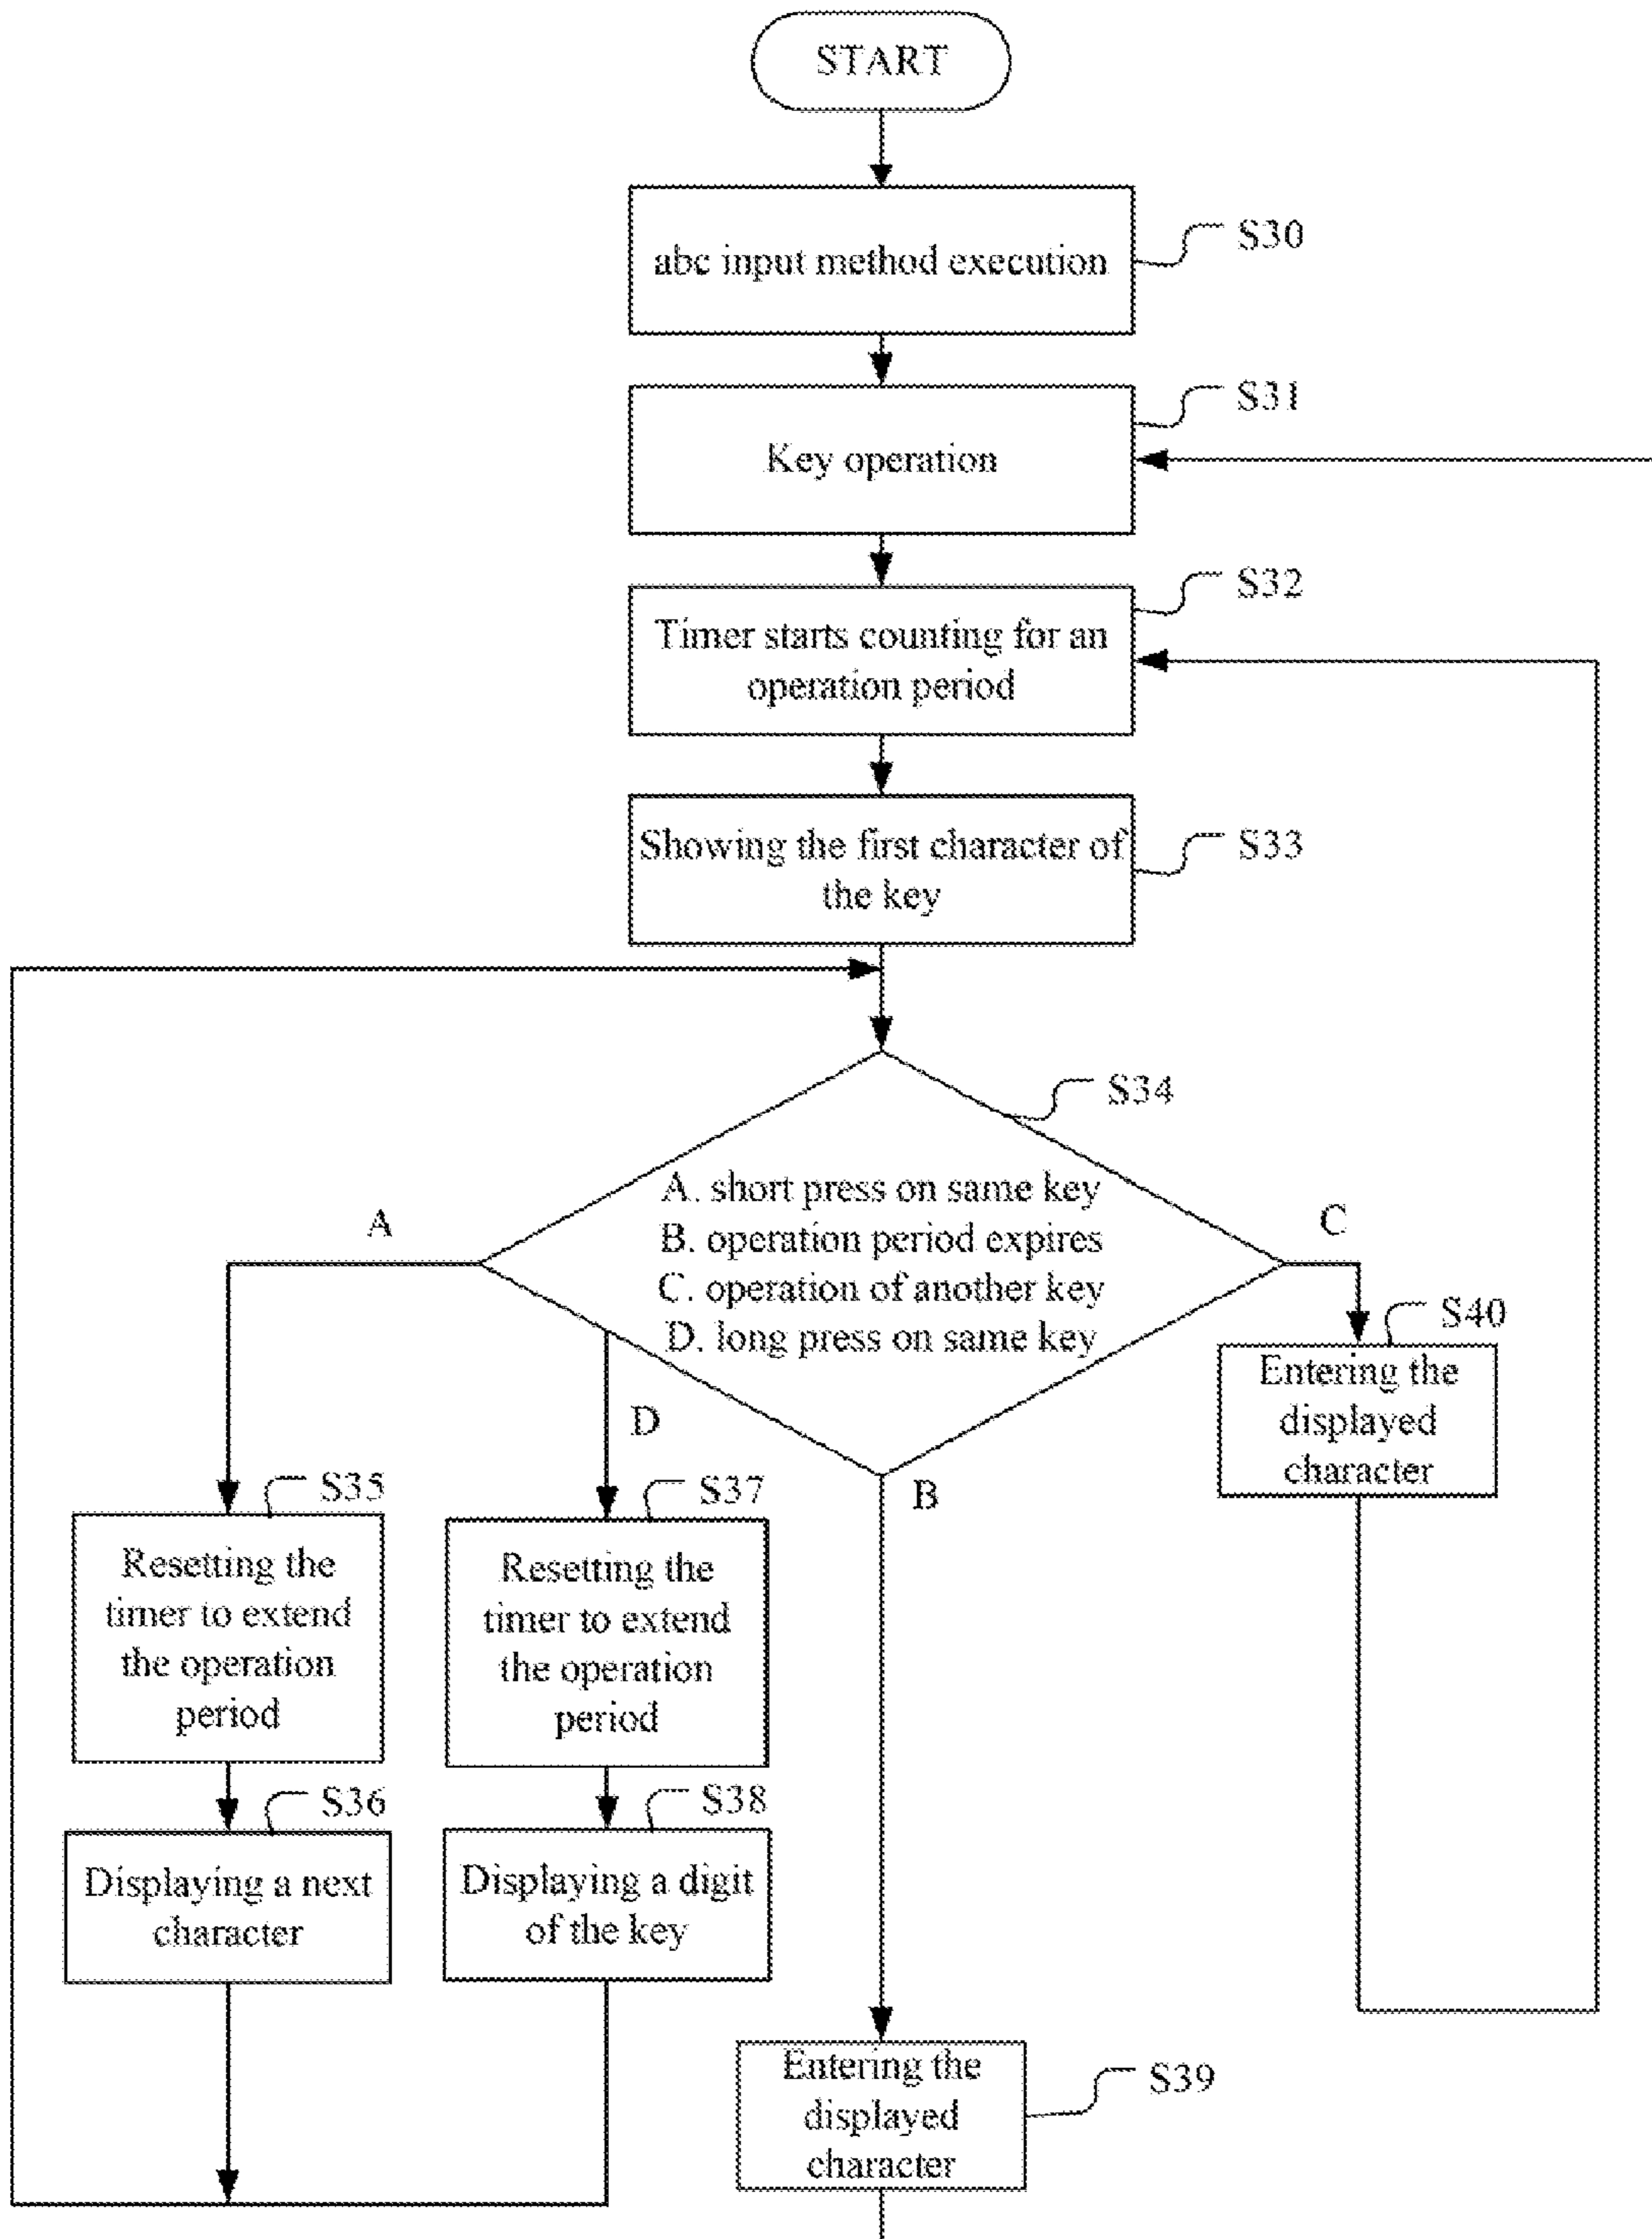 START
abc input method execution
S30
Key operation
S31
Timer starts counting for an
operation period
S32
Showing the first character of
the key
S33
S34
A. short press on same key
B. operation period expires
C. operation of another key
D. long press on same key
A
C
D
B
S40
Entering the
displayed
character
S35
Resetting the
timer to extend
the operation
period
S37
Resetting the
timer to extend
the operation
period
S36
Displaying a next
character
S38
Displaying a digit
of the key
Entering the
displayed
character
S39